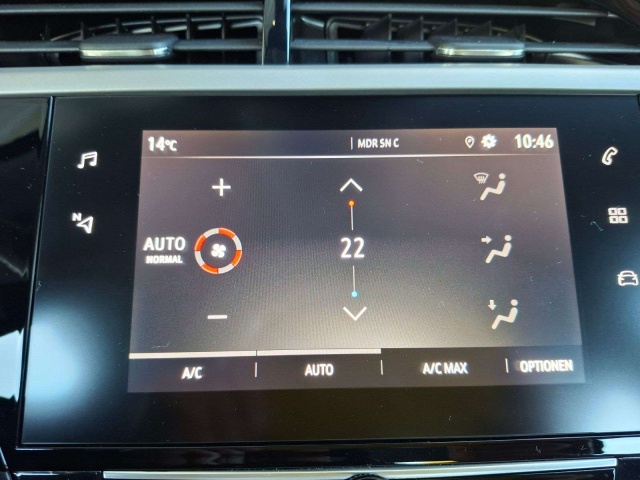 14°C
MDR SN C
10:46
N
AUTO
NORMAL
22
A/C
AUTO
A/C MAX
OPTIONEN